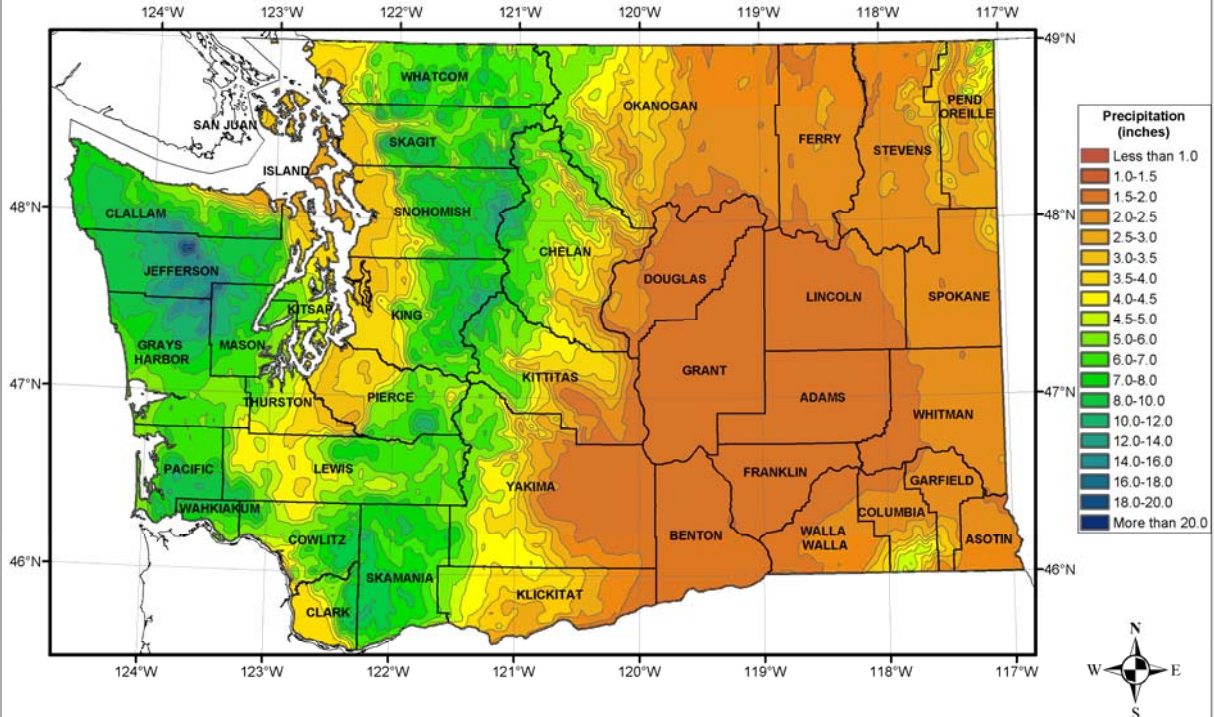 124°W 123°W 122°W 121°W 120°W 119°W 118°W 117°W
49°N
48°N
47°N
46°N
49°N
48°N
47°N
46°N
WHATCOM
SAN JUAN
SKAGIT
ISLAND
OKANOGAN
FERRY
STEVENS
PEND
OREILLE
CLALLAM
SNOHOMISH
CHELAN
JEFFERSON
DOUGLAS
LINCOLN
SPOKANE
KITSAP
KING
GRAYS
HARBOR
MASON
KITTITAS
GRANT
ADAMS
THURSTON
PIERCE
WHITMAN
PACIFIC
LEWIS
YAKIMA
FRANKLIN
GARFIELD
WAHKIAKUM
COLUMBIA
COWLITZ
BENTON
WALLA
WALLA
ASOTIN
SKAMANIA
KLICKITAT
CLARK
124°W 123°W 122°W 121°W 120°W 119°W 118°W 117°W
Precipitation
(inches)
Less than 1.0
1.0-1.5
1.5-2.0
2.0-2.5
2.5-3.0
3.0-3.5
3.5-4.0
4.0-4.5
4.5-5.0
5.0-6.0
6.0-7.0
7.0-8.0
8.0-10.0
10.0-12.0
12.0-14.0
14.0-16.0
16.0-18.0
18.0-20.0
More than 20.0
N
W E
S